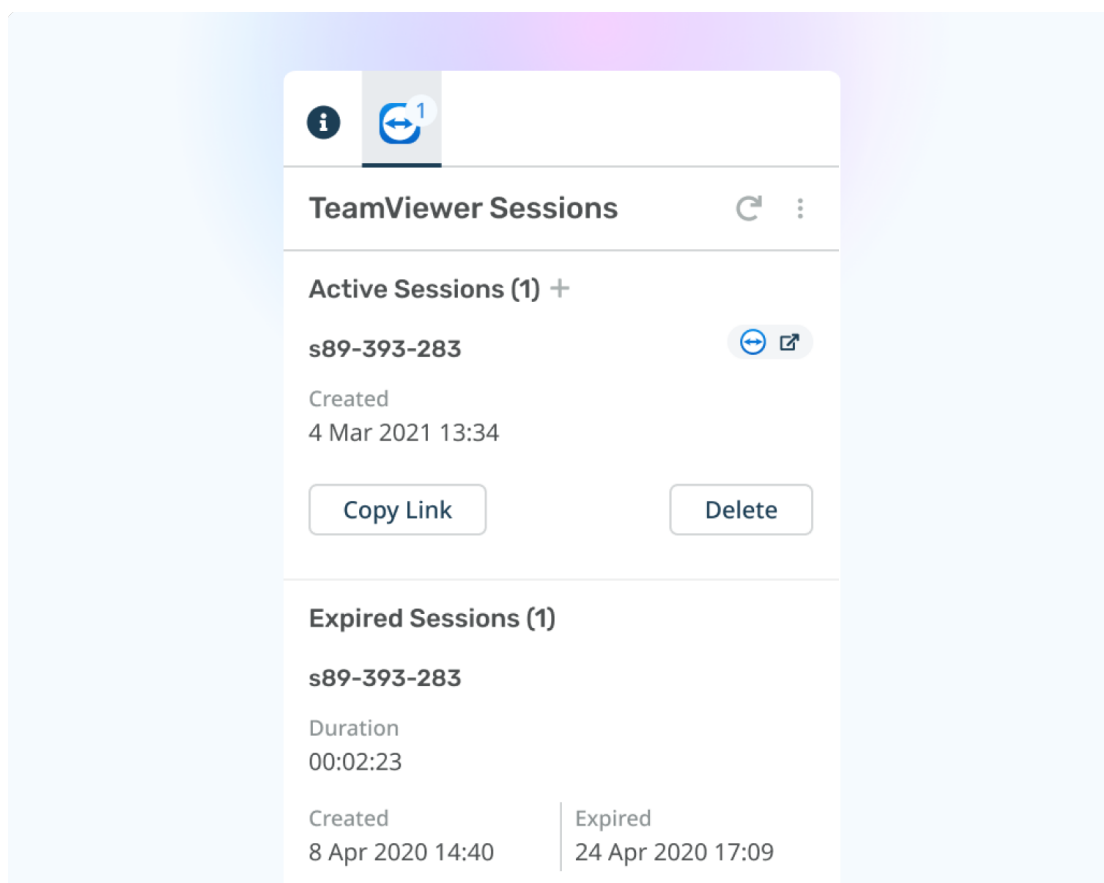 1
TeamViewer Sessions
Active Sessions (1) +
s89-393-283
Created
4 Mar 2021 13:34
Copy Link
Delete
Expired Sessions (1)
s89-393-283
Duration
00:02:23
Created
8 Apr 2020 14:40
Expired
24 Apr 2020 17:09